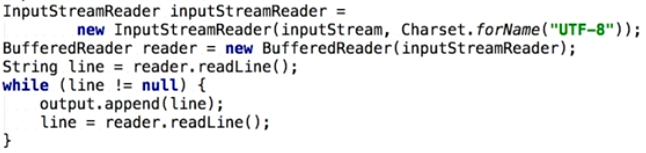 InputStreamReader inputStreamReader =
new InputStreamReader(inputStream, Charset.forName("UTF-8"));
BufferedReader reader = new BufferedReader(inputStreamReader);
String line = reader.readLine();
while (line != null) {
output.append(line);
line = reader.readLine();
}